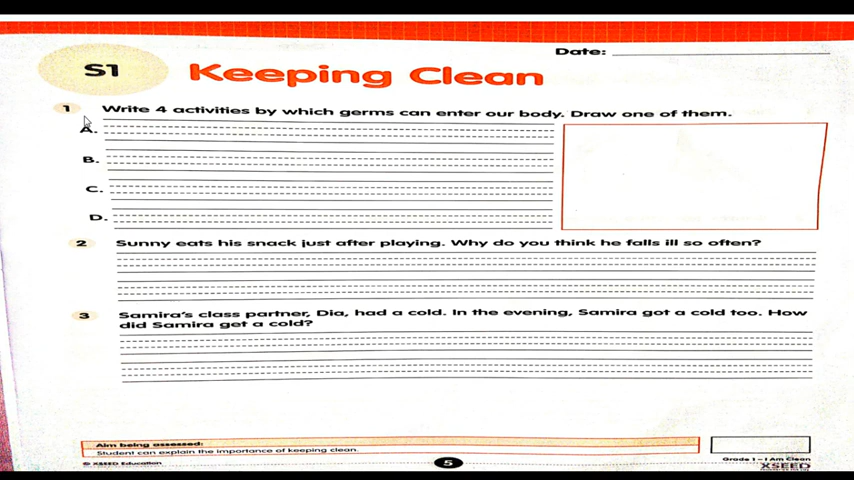 Date:
S1 Keeping Clean
1 Write 4 activities by which germs can enter our body. Draw one of them.
A.
B.
C.
D.
2 Sunny eats his snack just after playing. Why do you think he falls ill so often?
3 Samira's class partner, Dia, had a cold. In the evening, Samira got a cold too. How
did Samira get a cold?
Aim being assessed:
Student can explain the importance of keeping clean.
© XSEED Education
5
Grade 1 – I Am Clean
XSEED